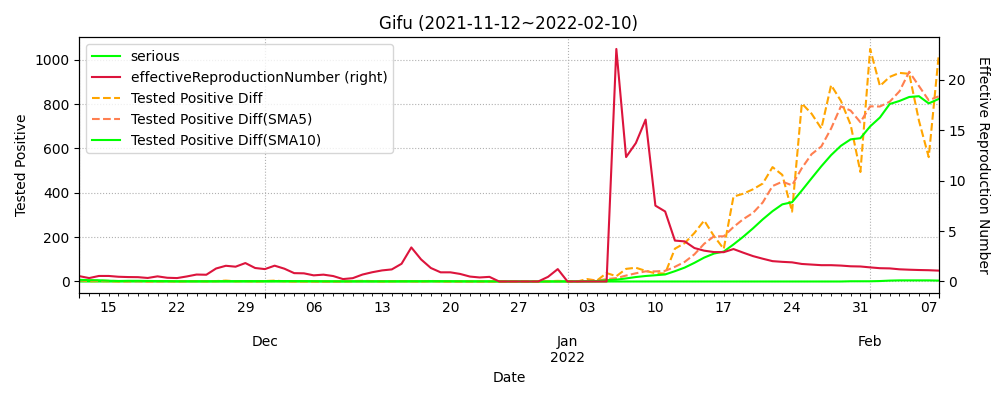 Gifu (2021-11-12~2022-02-10)
serious
effectiveReproductionNumber (right)
Tested Positive Diff
Tested Positive Diff(SMA5)
Tested Positive Diff(SMA10)
Tested Positive
1000
800
600
400
200
0
Effective Reproduction Number
20
15
10
5
0
15 22 29 06 13 20 27 03 10 17 24 31 07
Dec Jan Feb
2022
Date